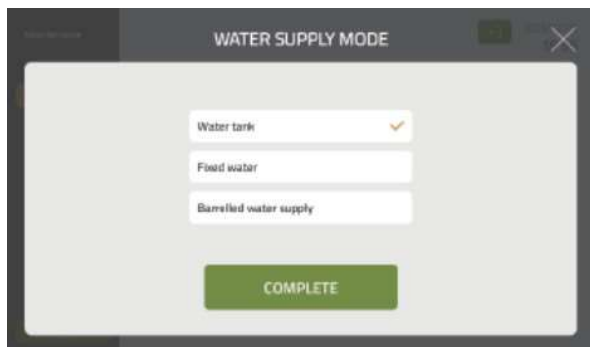 WATER SUPPLY MODE
Water tank
Fixed water
Barrelled water supply
COMPLETE